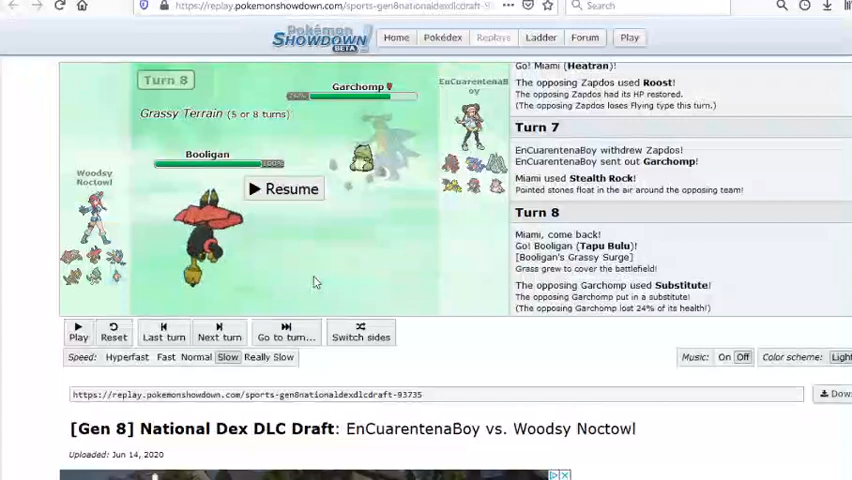 https://replay.pokemonshowdown.com/sports-gen8nationaldexdlcdraft-9
Search
Pokémon
SHOWDOWN
BETA
Home
Pokédex
Replays
Ladder
Forum
Play
Turn 8
Garchomp
EnCuarentenaB
oy
Grassy Terrain (5 or 8 turns)
Booligan
100%
Woodsy
Noctowl
Resume
Go! Miami (Heatran)!
The opposing Zapdos used Roost!
The opposing Zapdos had its HP restored.
(The opposing Zapdos loses Flying type this turn.)
Turn 7
EnCuarentenaBoy withdrew Zapdos!
EnCuarentenaBoy sent out Garchomp!
Miami used Stealth Rock!
Pointed stones float in the air around the opposing team!
Turn 8
Miami, come back!
Go! Booligan (Tapu Bulu)!
[Booligan's Grassy Surge]
Grass grew to cover the battlefield!
The opposing Garchomp used Substitute!
The opposing Garchomp put in a substitute!
(The opposing Garchomp lost 24% of its health!)
Play
Reset
Last turn
Next turn
Go to turn...
Switch sides
Speed: Hyperfast Fast Normal Slow Really Slow
Music: On Off
Color scheme: Light
https://replay.pokemonshowdown.com/sports-gen8nationaldexdlcdraft-93735
Dow
[Gen 8] National Dex DLC Draft: EnCuarentenaBoy vs. Woodsy Noctowl
Uploaded: Jun 14, 2020